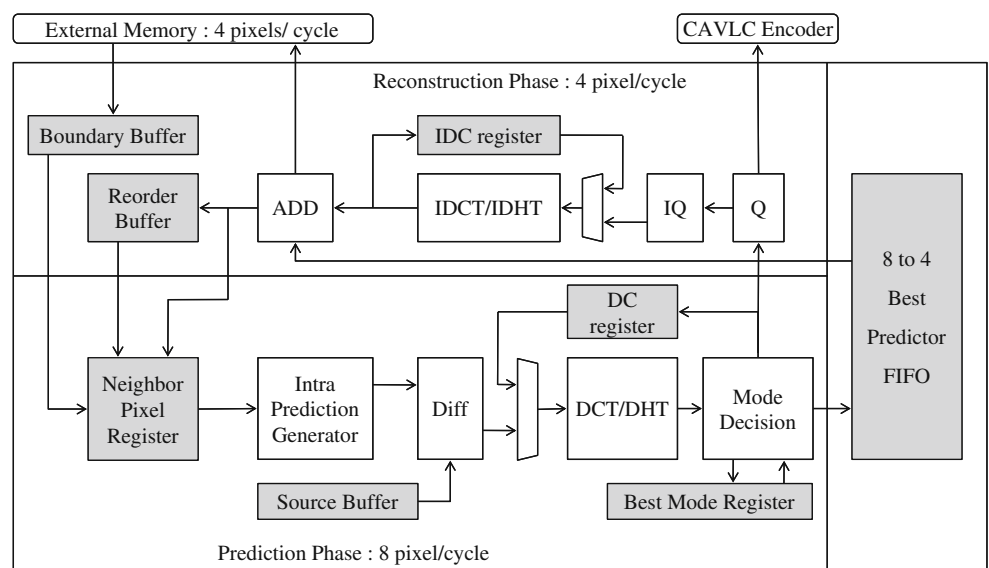 External Memory : 4 pixels/ cycle
CAVLC Encoder
Reconstruction Phase : 4 pixel/cycle
Boundary Buffer
IDC register
Reorder
Buffer
ADD
IDCT/IDHT
IQ
Q
8 to 4
Best
Predictor
FIFO
DC
register
Neighbor
Pixel
Register
Intra
Prediction
Generator
Diff
DCT/DHT
Mode
Decision
Source Buffer
Best Mode Register
Prediction Phase : 8 pixel/cycle